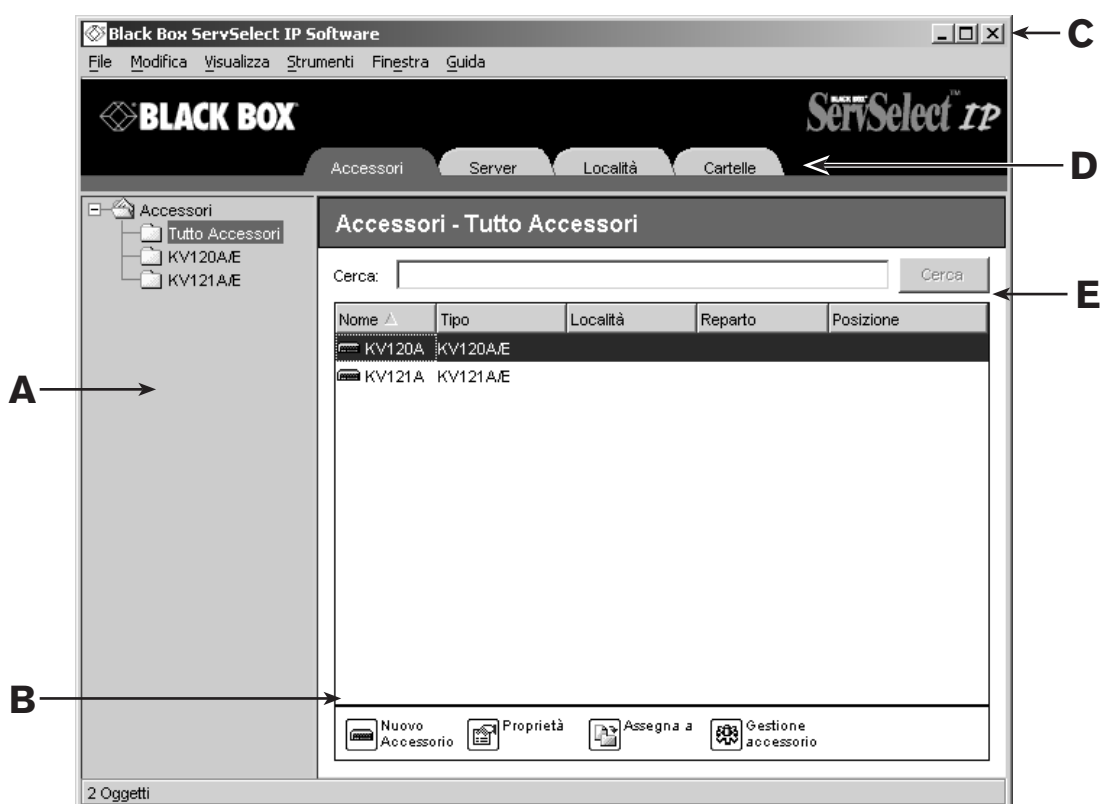 Black Box ServSelect IP Software
C
File Modifica Visualizza Strumenti Finestra Guida
BLACK BOX
BLACK BOX™
ServSelect IP
Accessori Server Località Cartelle
D
Accessori
Tutto Accessori
KV120A/E
KV121A/E
Accessori - Tutto Accessori
Cerca: Cerca
E
Nome Tipo Località Reparto Posizione
KV120A KV120A/E
KV121A KV121A/E
A
B
Nuovo Accessorio
Proprietà
Assegna a
Gestione accessorio
2 Oggetti